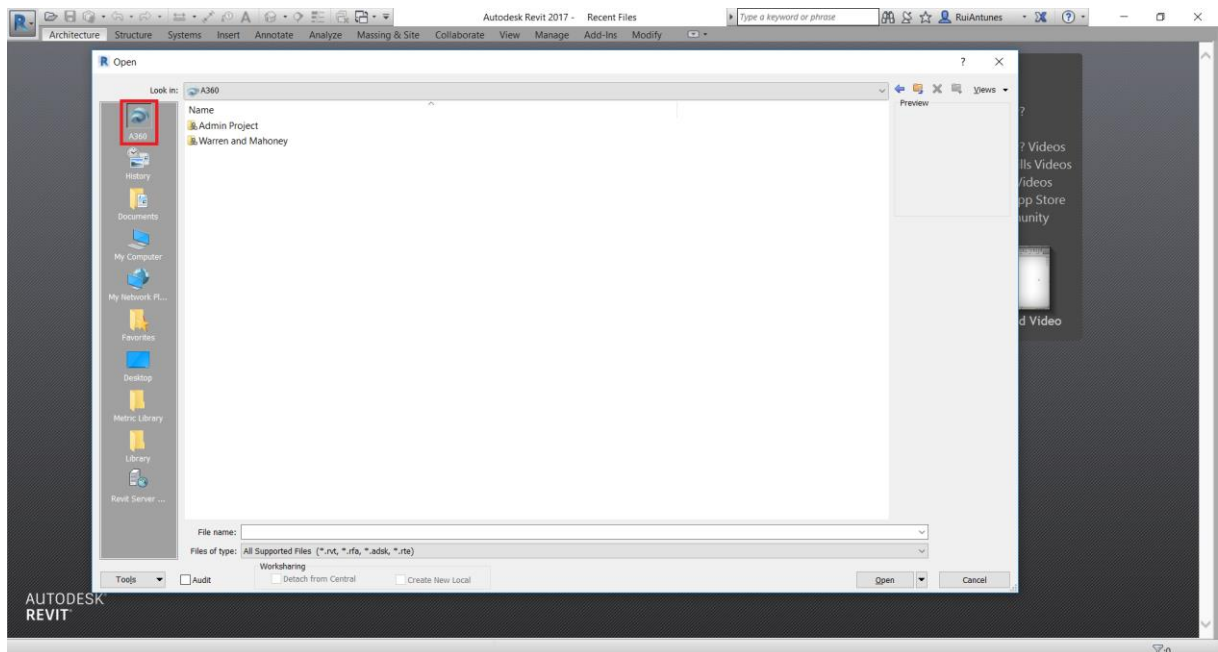 Autodesk Revit 2017 - Recent Files
Type a keyword or phrase
RuiAntunes
Architecture Structure Systems Insert Annotate Analyze Massing & Site Collaborate View Manage Add-Ins Modify
Open
Look in: A360
Views
A360
History
Documents
My Computer
My Network Pl...
Favorites
Desktop
Metric Library
Library
Revit Server ...
Name
Admin Project
Warren and Mahoney
Preview
?
? Videos
lls Videos
Videos
pp Store
unity
d Video
File name:
Files of type: All Supported Files (*.rvt, *.rfa, *.adsk, *.rte)
Worksharing
Tools Audit Detach from Central Create New Local Open Cancel
AUTODESK
REVIT
:0